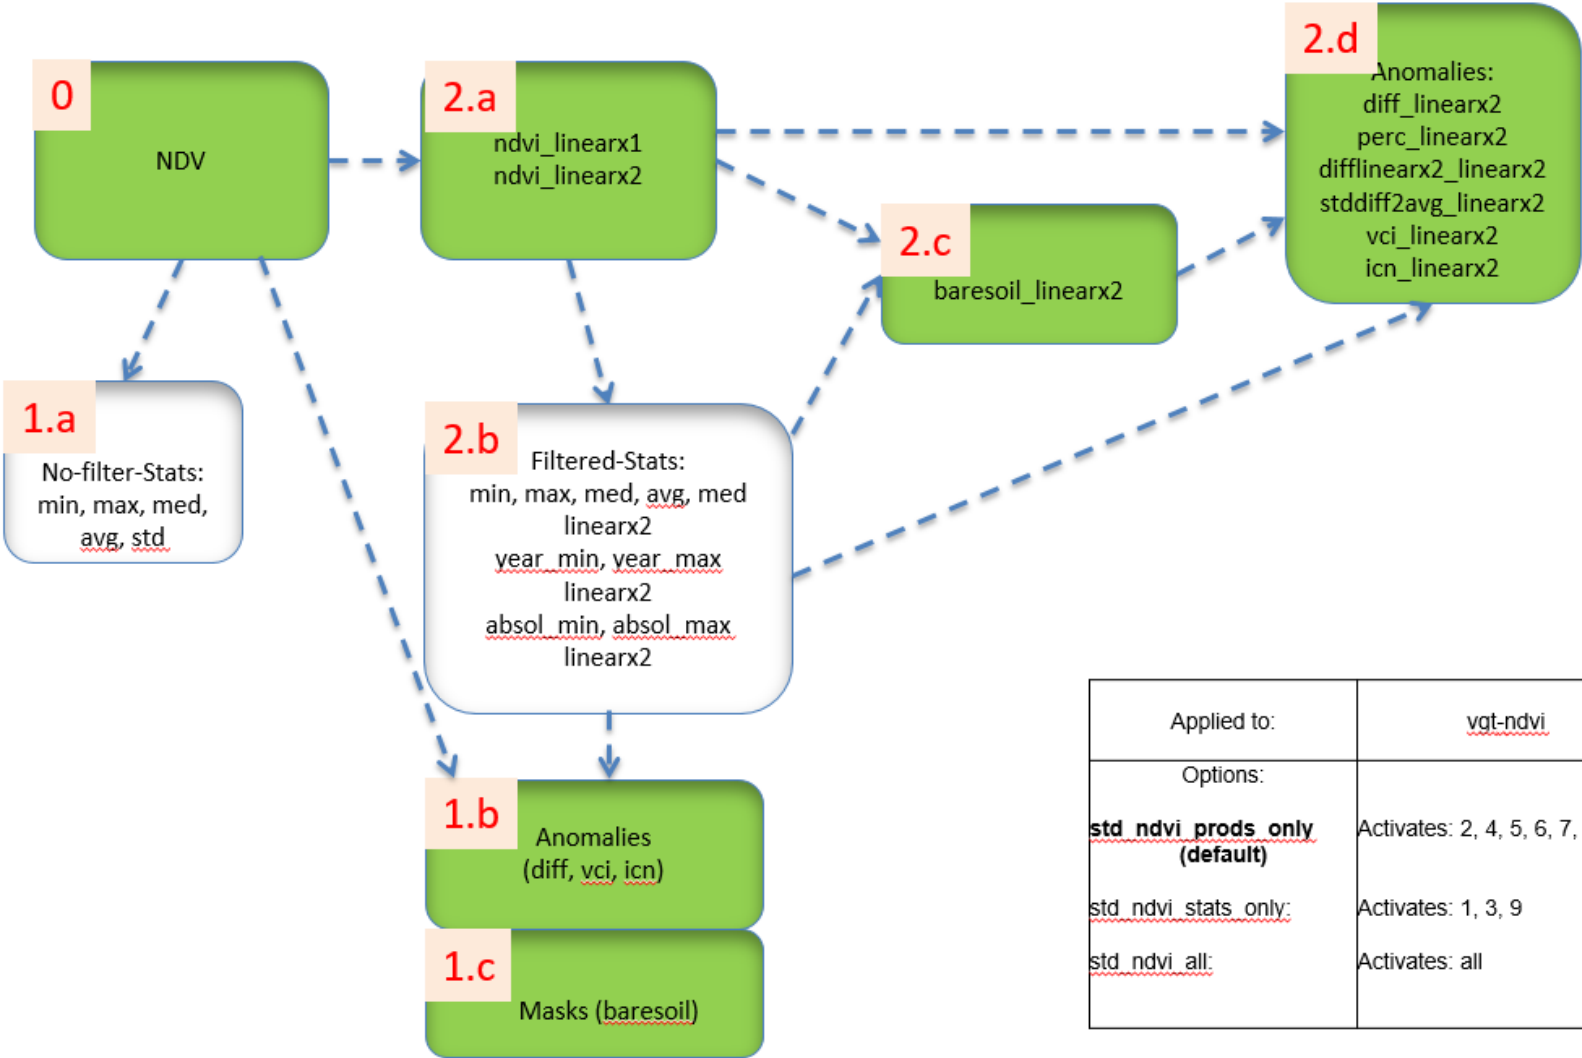 0
NDV
2.a
ndvi_linearx1
ndvi_linearx2
2.d
Anomalies:
diff_linearx2
perc_linearx2
difflinearx2_linearx2
stddiff2avg_linearx2
vci_linearx2
icn_linearx2
2.c
baresoil_linearx2
1.a
No-filter-Stats:
min, max, med,
avg, std
2.b
Filtered-Stats:
min, max, med, avg, med
linearx2
year_min, year_max
linearx2
absol_min, absol_max
linearx2
1.b
Anomalies
(diff, vci, icn)
1.c
Masks (baresoil)
Applied to:
vgt-ndvi
Options:
std_ndvi_prods_only
(default)
Activates: 2, 4, 5, 6, 7,
std_ndvi_stats_only:
Activates: 1, 3, 9
std_ndvi_all:
Activates: all